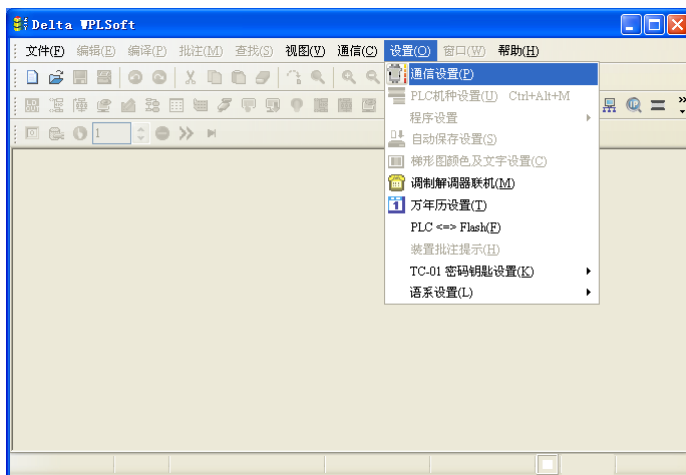 Delta WPLSoft
文件(F) 编辑(E) 编译(P) 批注(M) 查找(S) 视图(V) 通信(C) 设置(O) 窗口(W) 帮助(H)
通信设置(P)
PLC机种设置(U) Ctrl+Alt+M
程序设置
自动保存设置(S)
梯形图颜色及文字设置(C)
调制解调器联机(M)
万年历设置(T)
PLC <=> Flash(F)
装置批注提示(H)
TC-01 密码钥匙设置(K)
语系设置(L)
1